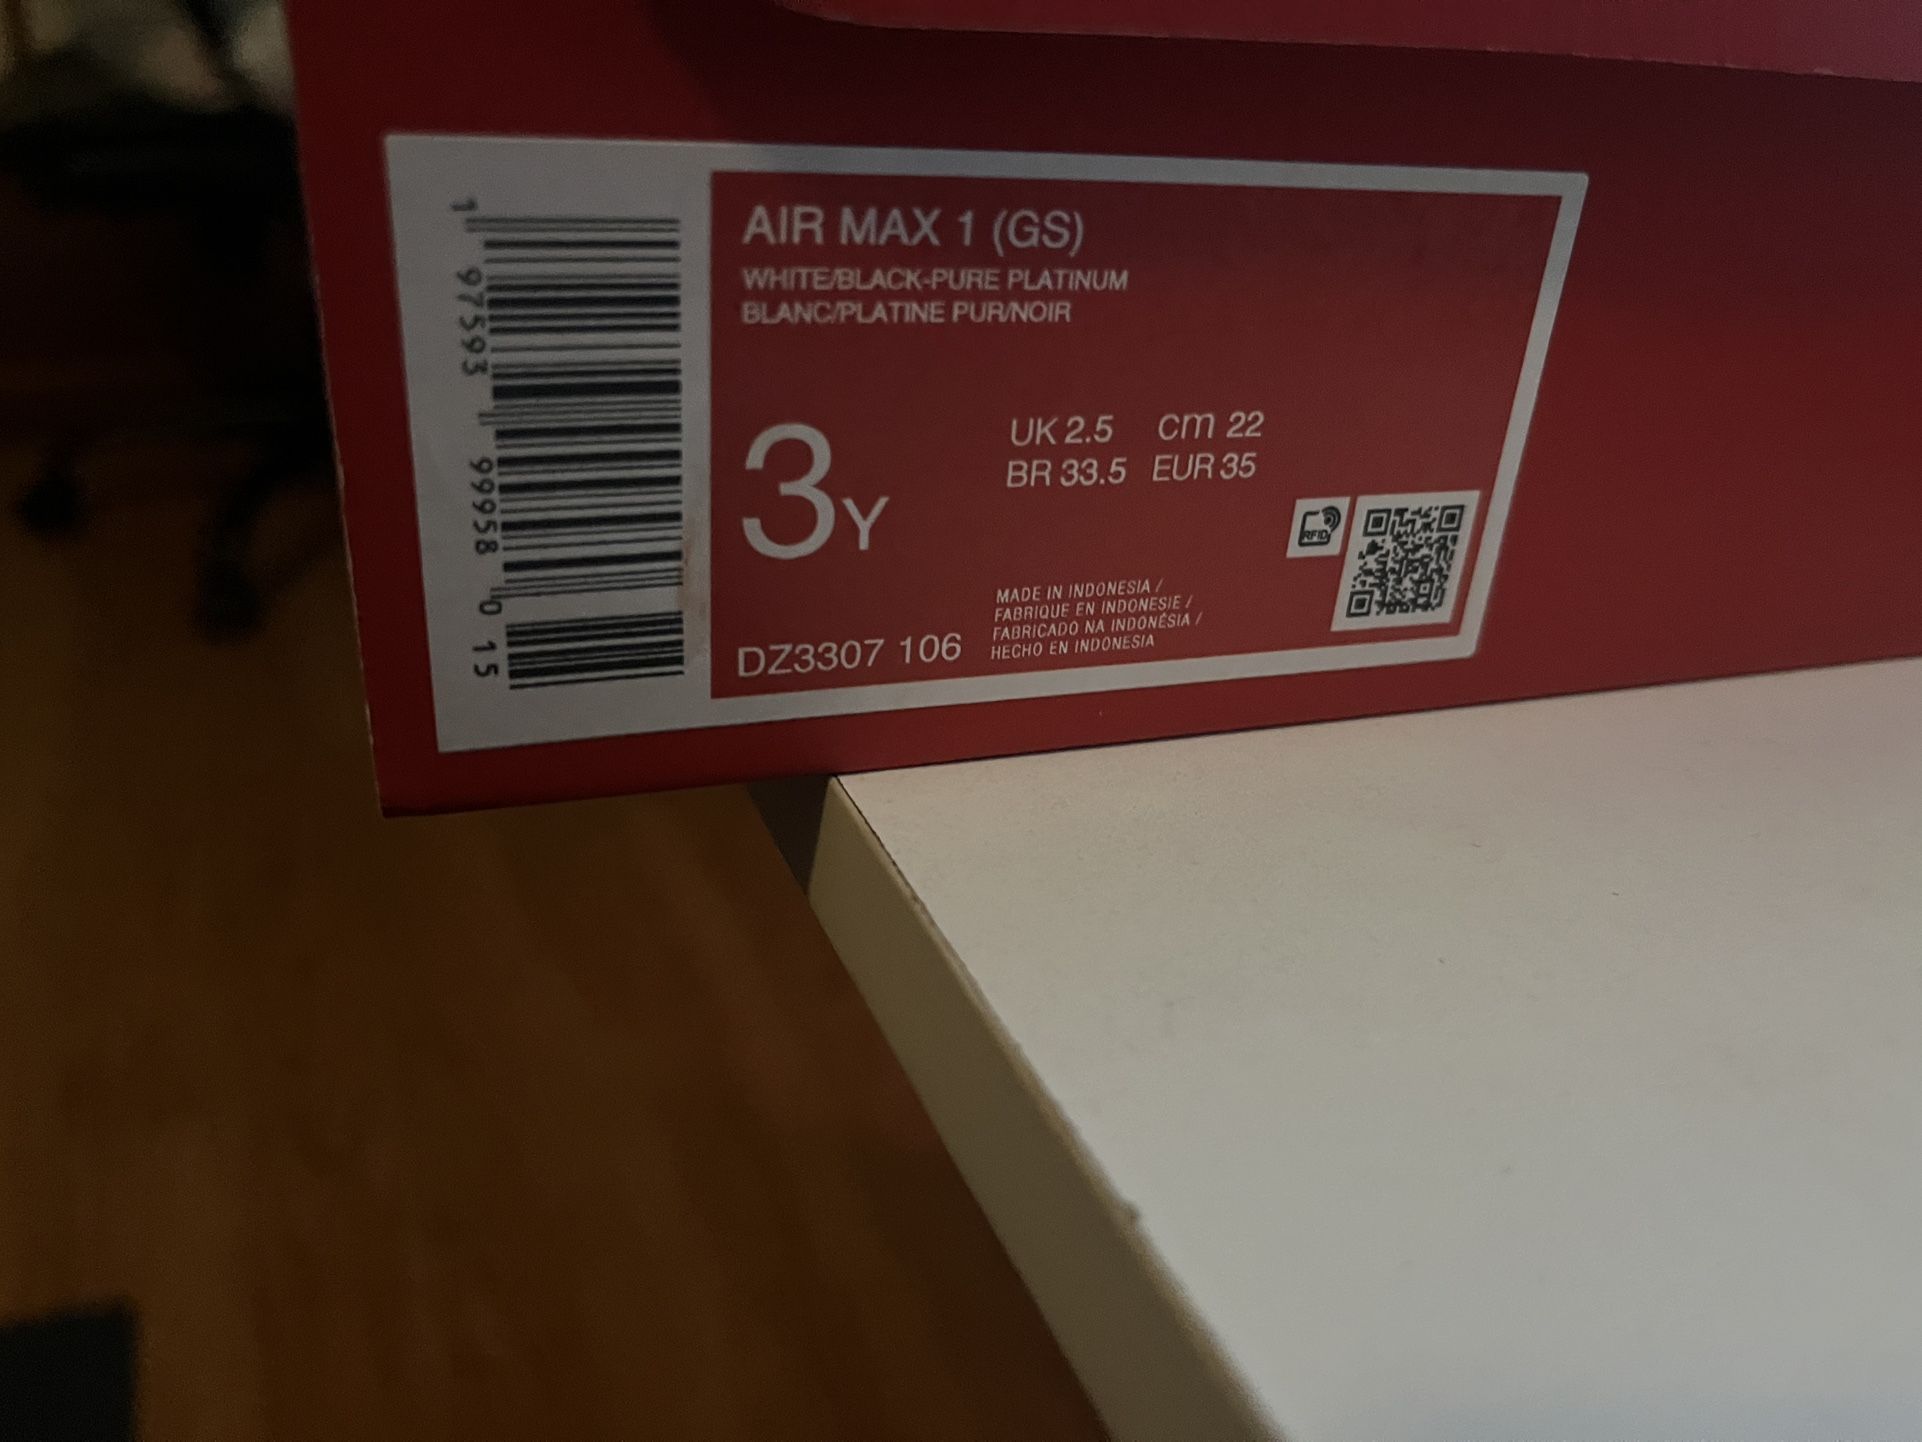 AIR MAX 1 (GS)
WHITE/BLACK-PURE PLATINUM
BLANC/PLATINE PUR/NOIR
3Y
UK 2.5 cm 22
BR 33.5 EUR 35
RFID
MADE IN INDONESIA /
FABRIQUE EN INDONESIE /
FABRICADO NA INDONÉSIA /
HECHO EN INDONESIA
DZ3307 106
1 97593 99958 0 15